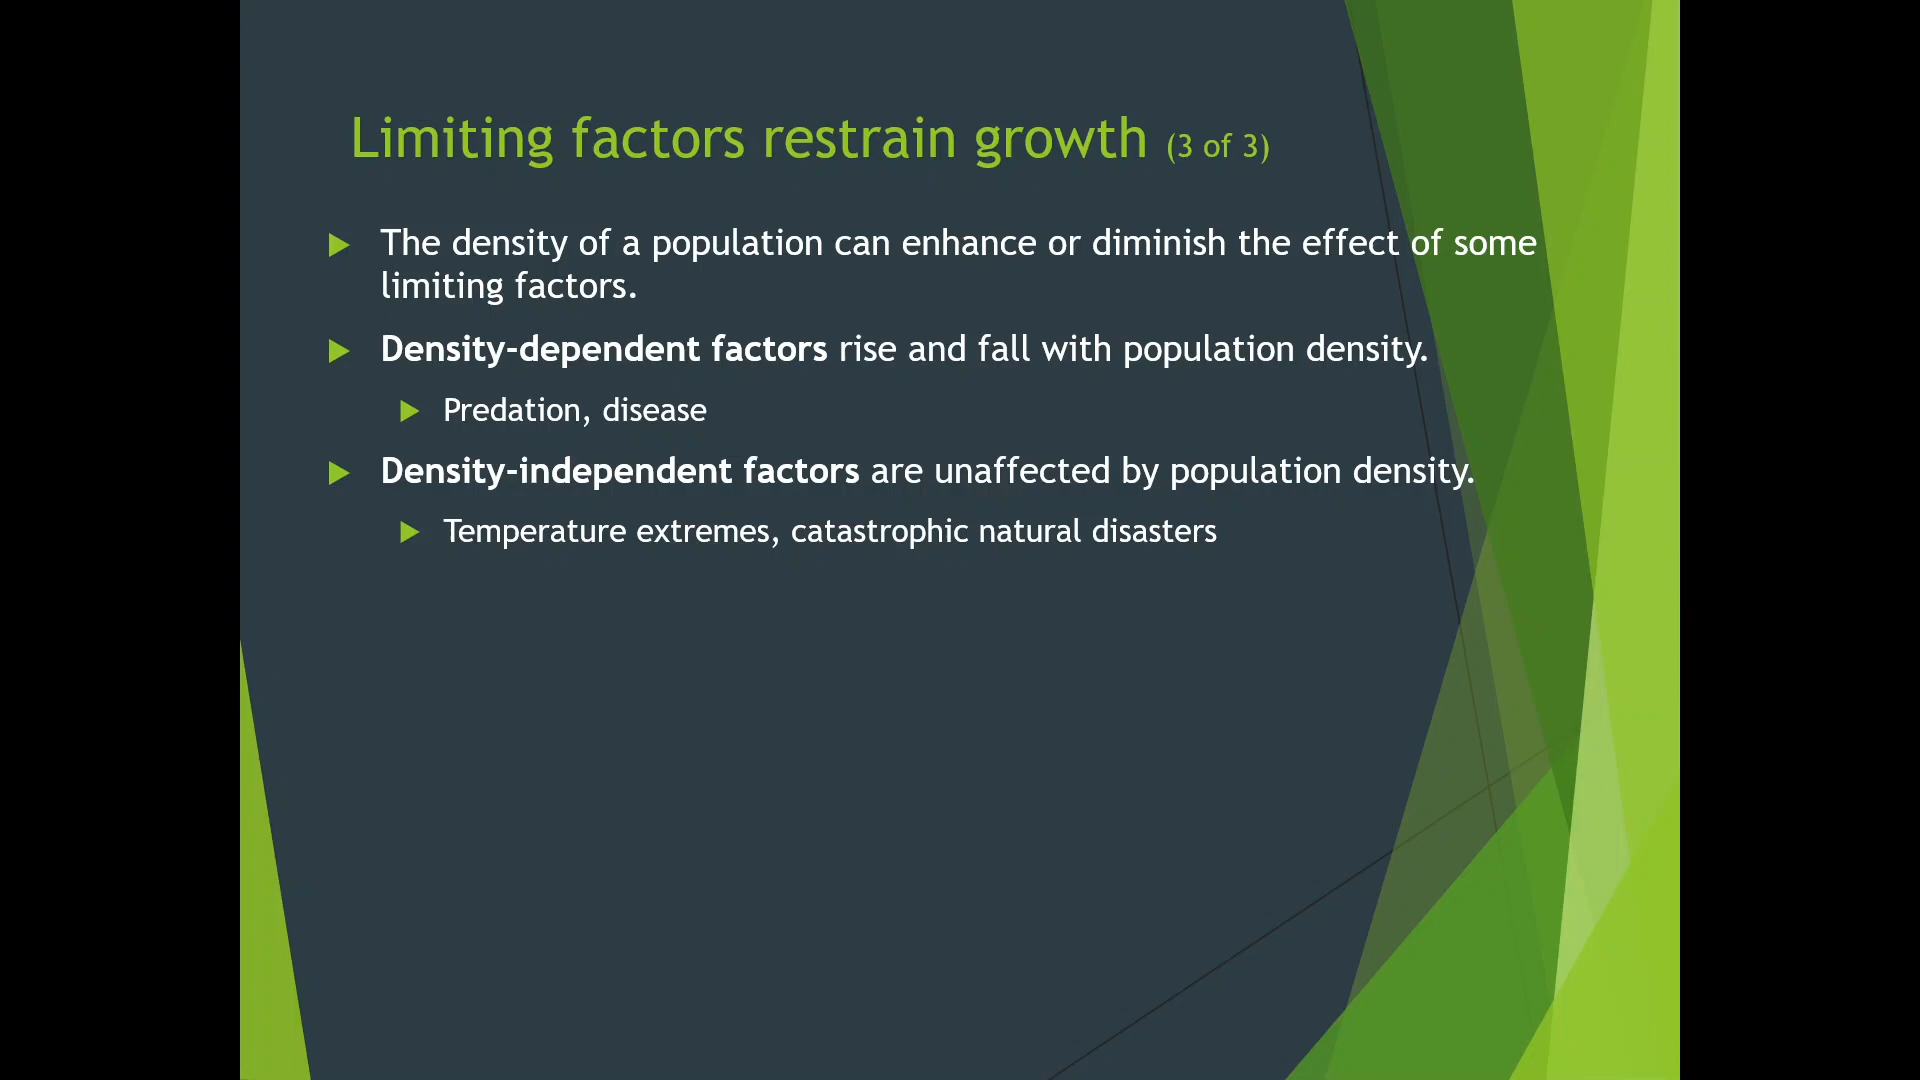 Limiting factors restrain growth (3 of 3)
The density of a population can enhance or diminish the effect of some
limiting factors.
Density-dependent factors rise and fall with population density.
Predation, disease
Density-independent factors are unaffected by population density.
Temperature extremes, catastrophic natural disasters